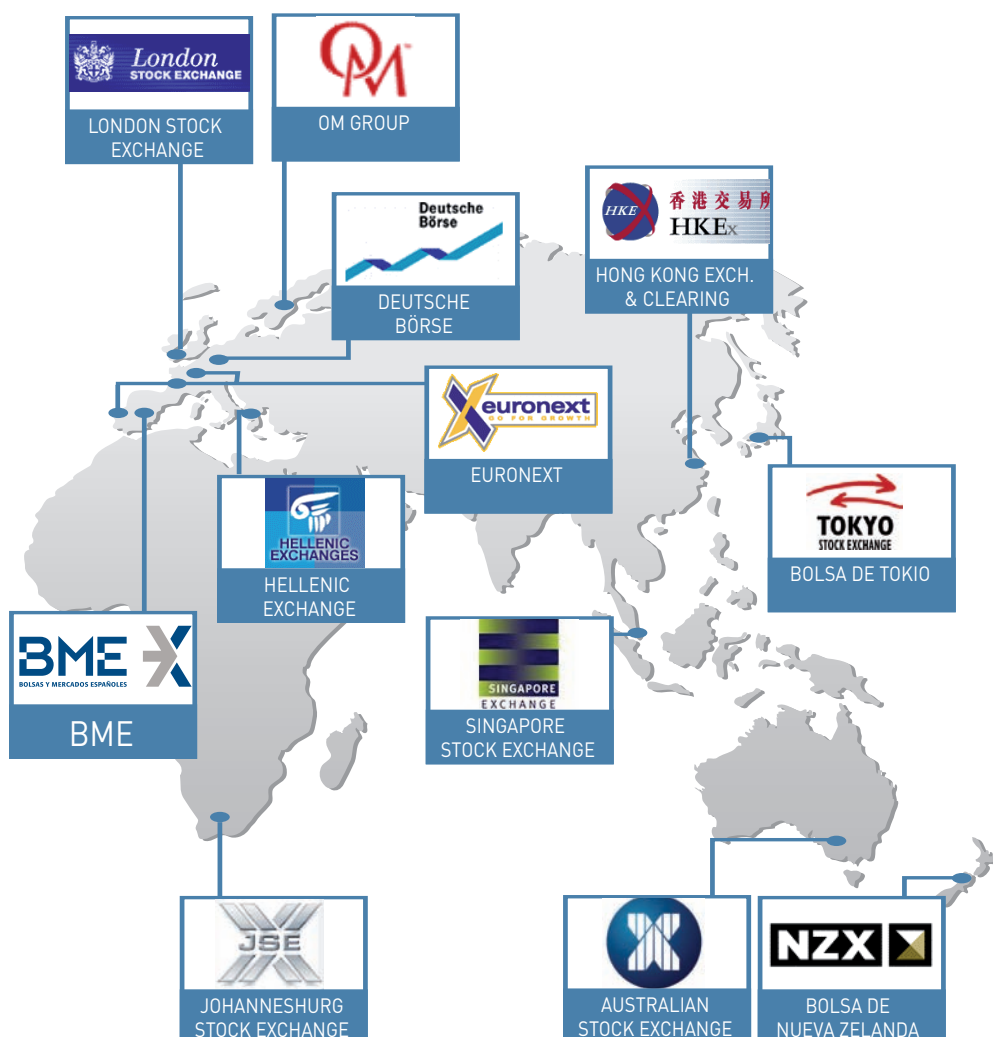 London
STOCK EXCHANGE
LONDON STOCK
EXCHANGE
OM
OM GROUP
Deutsche
Börse
DEUTSCHE
BÖRSE
HKE
香港交易所
HKEx
HONG KONG EXCH.
& CLEARING
euronext
GO FOR GROWTH
EURONEXT
HELLENIC
EXCHANGES
HELLENIC
EXCHANGE
TOKYO
STOCK EXCHANGE
BOLSA DE TOKIO
BME
BOLSAS Y MERCADOS ESPAÑOLES
BME
SINGAPORE
EXCHANGE
SINGAPORE
STOCK EXCHANGE
JSE
JOHANNESHURG
STOCK EXCHANGE
AUSTRALIAN
STOCK EXCHANGE
NZX
BOLSA DE
NUEVA ZELANDA